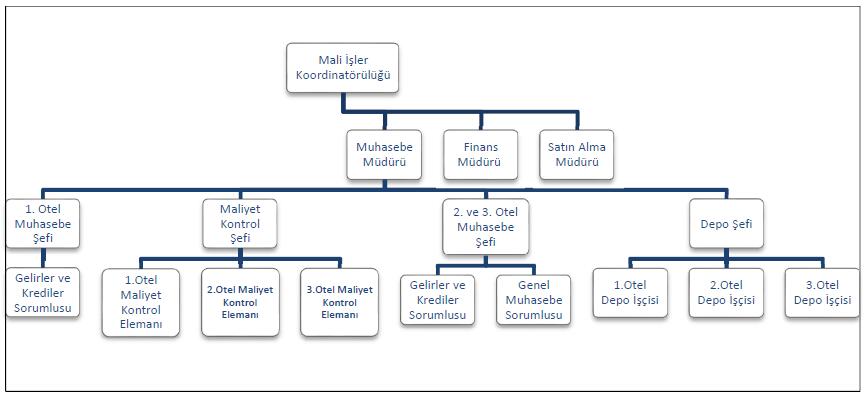 Mali İşler
Koordinatörülüğü
Muhasebe
Müdürü
Finans
Müdürü
Satın Alma
Müdürü
1. Otel
Muhasebe
Şefi
Maliyet
Kontrol
Şefi
2. ve 3. Otel
Muhasebe
Şefi
Depo Şefi
Gelirler ve
Krediler
Sorumlusu
1.Otel
Maliyet
Kontrol
Elemanı
2.Otel Maliyet
Kontrol
Elemanı
3.Otel Maliyet
Kontrol
Elemanı
Gelirler ve
Krediler
Sorumlusu
Genel
Muhasebe
Sorumlusu
1.Otel
Depo İşçisi
2.Otel
Depo İşçisi
3.Otel
Depo İşçisi